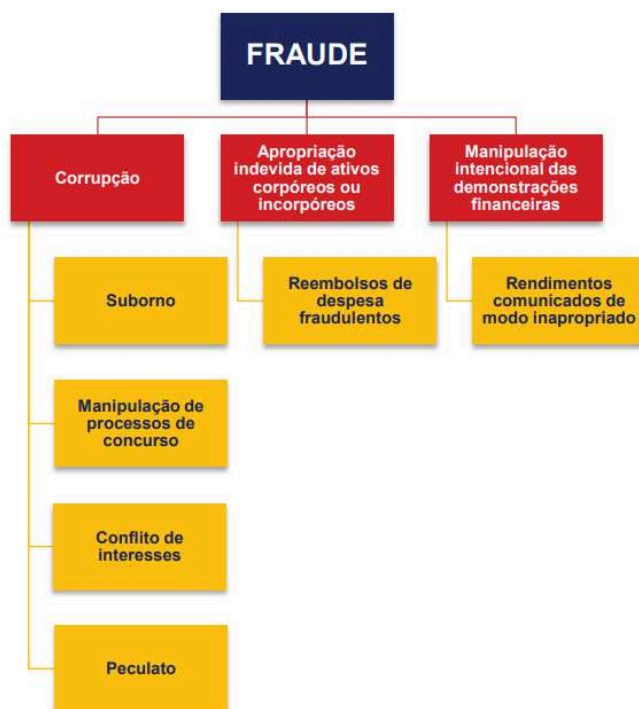 FRAUDE
Corrupção
Apropriação
indevida de ativos
corpóreos ou
incorpóreos
Manipulação
intencional das
demonstrações
financeiras
Suborno
Reembolsos de
despesa
fraudulentos
Rendimentos
comunicados de
modo inapropriado
Manipulação de
processos de
concurso
Conflito de
interesses
Peculato